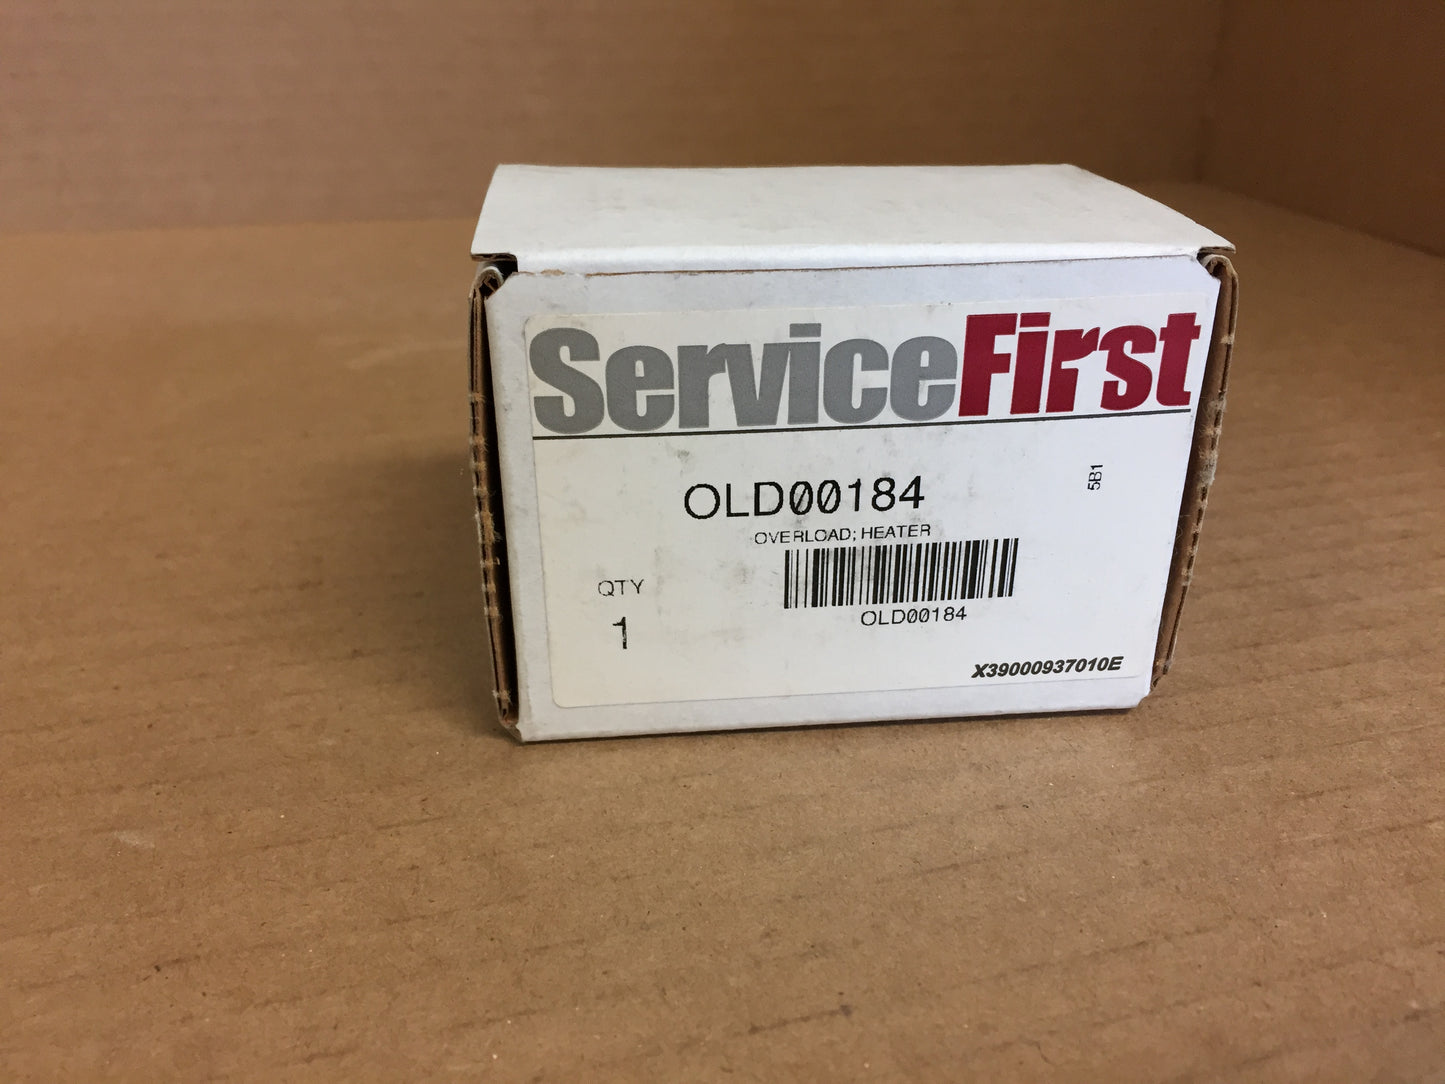 ServiceFirst
OLD00184
5B1
OVERLOAD; HEATER
QTY
1
OLD00184
X39000937010E